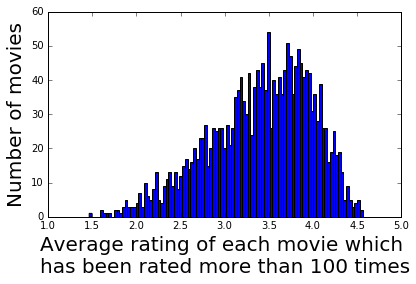 60
50
40
30
20
10
0
Number of movies
1.0 1.5 2.0 2.5 3.0 3.5 4.0 4.5 5.0
Average rating of each movie which
has been rated more than 100 times